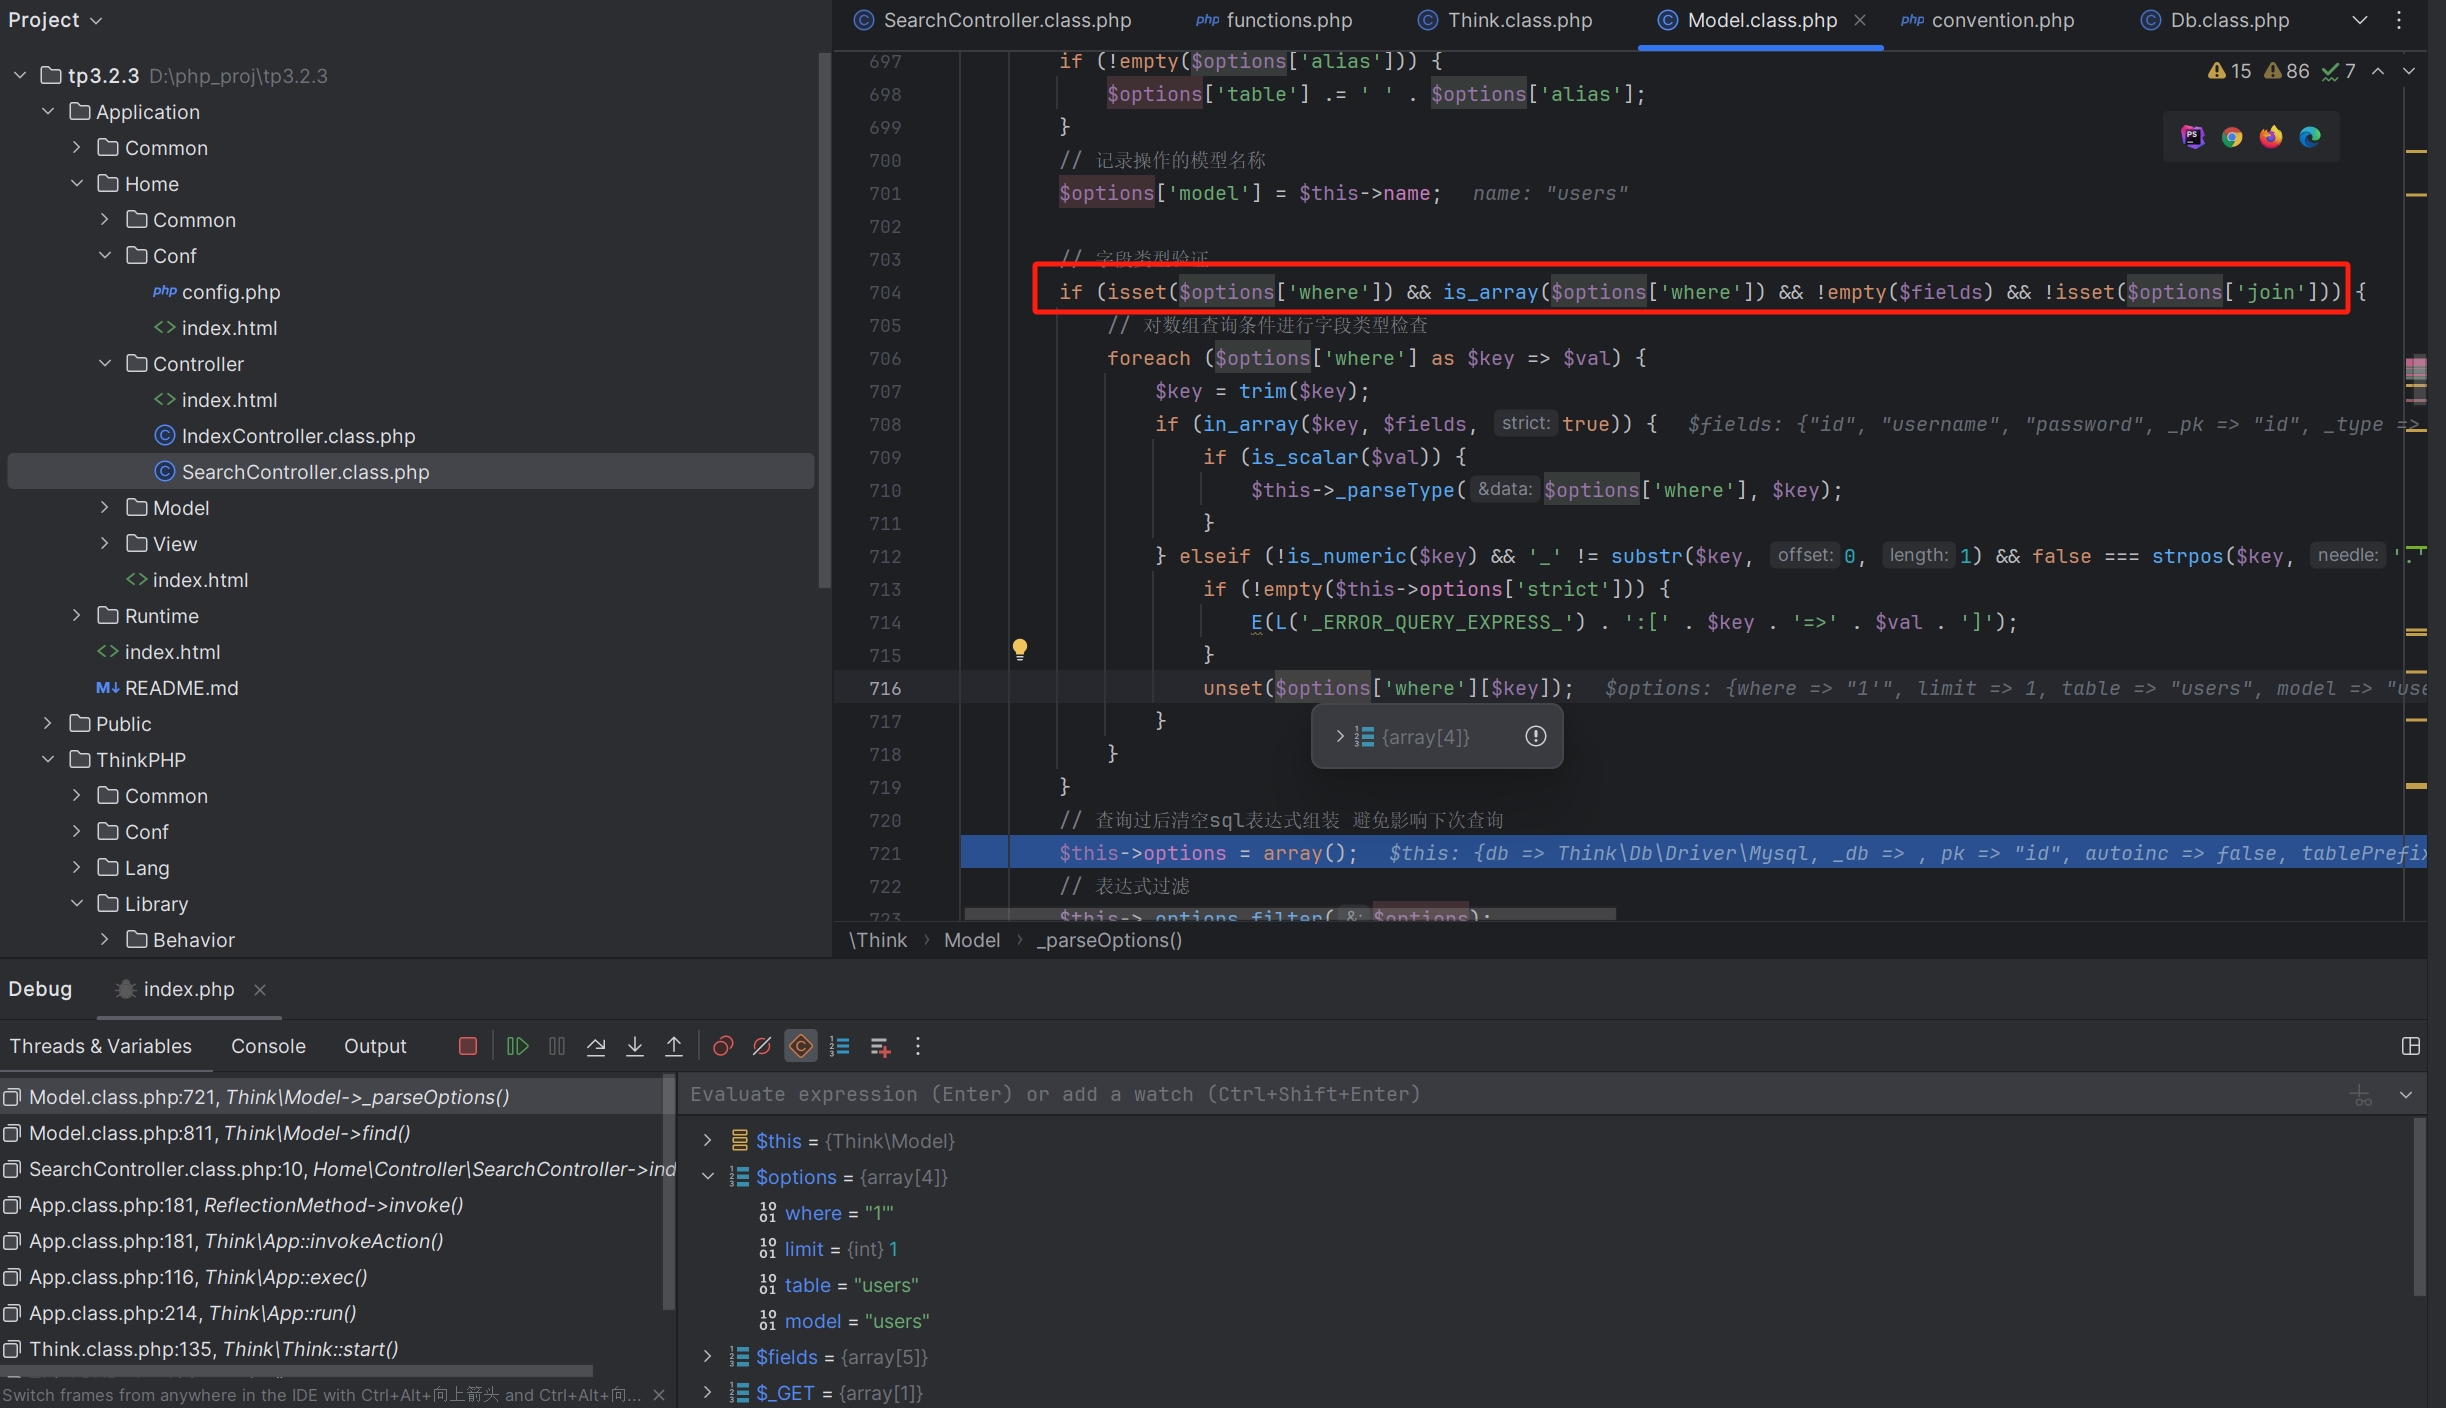 Project
SearchController.class.php
php functions.php
Think.class.php
Model.class.php
php convention.php
Db.class.php
tp3.2.3 D:\php_proj\tp3.2.3
Application
Common
Home
Common
Conf
php config.php
<> index.html
Controller
<> index.html
IndexController.class.php
SearchController.class.php
Model
View
<> index.html
Runtime
<> index.html
M↓ README.md
Public
ThinkPHP
Common
Conf
Lang
Library
Behavior
15 86 7
697 if (!empty($options['alias'])) {
698 $options['table'] .= ' ' . $options['alias'];
699 }
700 // 记录操作的模型名称
701 $options['model'] = $this->name; name: "users"
702
703 // 字段类型验证
704 if (isset($options['where']) && is_array($options['where']) && !empty($fields) && !isset($options['join'])) {
705 // 对数组查询条件进行字段类型检查
706 foreach ($options['where'] as $key => $val) {
707 $key = trim($key);
708 if (in_array($key, $fields, strict: true)) { $fields: {"id", "username", "password", _pk => "id", _type =>
709 if (is_scalar($val)) {
710 $this->_parseType( &data: $options['where'], $key);
711 }
712 } elseif (!is_numeric($key) && '_' != substr($key, offset: 0, length: 1) && false === strpos($key, needle: '.'
713 if (!empty($this->options['strict'])) {
714 E(L('_ERROR_QUERY_EXPRESS_') . ':[' . $key . '=>' . $val . ']');
715 }
716 unset($options['where'][$key]); $options: {where => "1'", limit => 1, table => "users", model => "use
717 }
{array[4]}
718 }
719 }
720 // 查询过后清空sql表达式组装 避免影响下次查询
721 $this->options = array(); $this: {db => Think\Db\Driver\Mysql, _db => , pk => "id", autoinc => false, tablePrefix
722 // 表达式过滤
723 $this->_options_filter( &: $options);
\Think › Model › _parseOptions()
Debug
index.php
Threads & Variables
Console
Output
Model.class.php:721, Think\Model->_parseOptions()
Model.class.php:811, Think\Model->find()
SearchController.class.php:10, Home\Controller\SearchController->ind
App.class.php:181, ReflectionMethod->invoke()
App.class.php:181, Think\App::invokeAction()
App.class.php:116, Think\App::exec()
App.class.php:214, Think\App::run()
Think.class.php:135, Think\Think::start()
Switch frames from anywhere in the IDE with Ctrl+Alt+向上箭头 and Ctrl+Alt+向...
Evaluate expression (Enter) or add a watch (Ctrl+Shift+Enter)
$this = {Think\Model}
$options = {array[4]}
where = "1'"
limit = {int} 1
table = "users"
model = "users"
$fields = {array[5]}
$_GET = {array[1]}